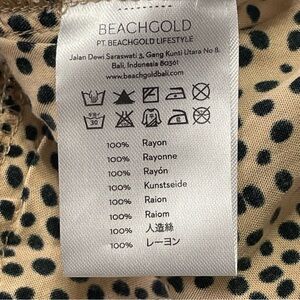 BEACHGOLD
PT. BEACHGOLD LIFESTYLE
Jalan Dewi Saraswati 3, Gang Kunti Utara No 8
Bali, Indonesia 80361
www.beachgoldbali.com
30
100% Rayon
100% Rayonne
100% Rayón
100% Kunstseide
100% Raion
100% Raiom
100% 人造絲
100% レーヨン